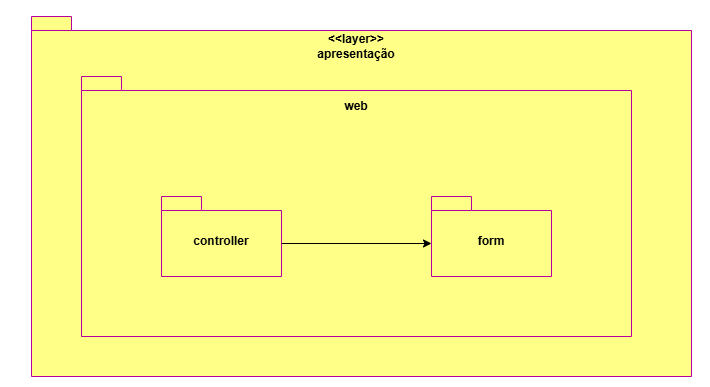 <<layer>>
apresentação
web
controller
form